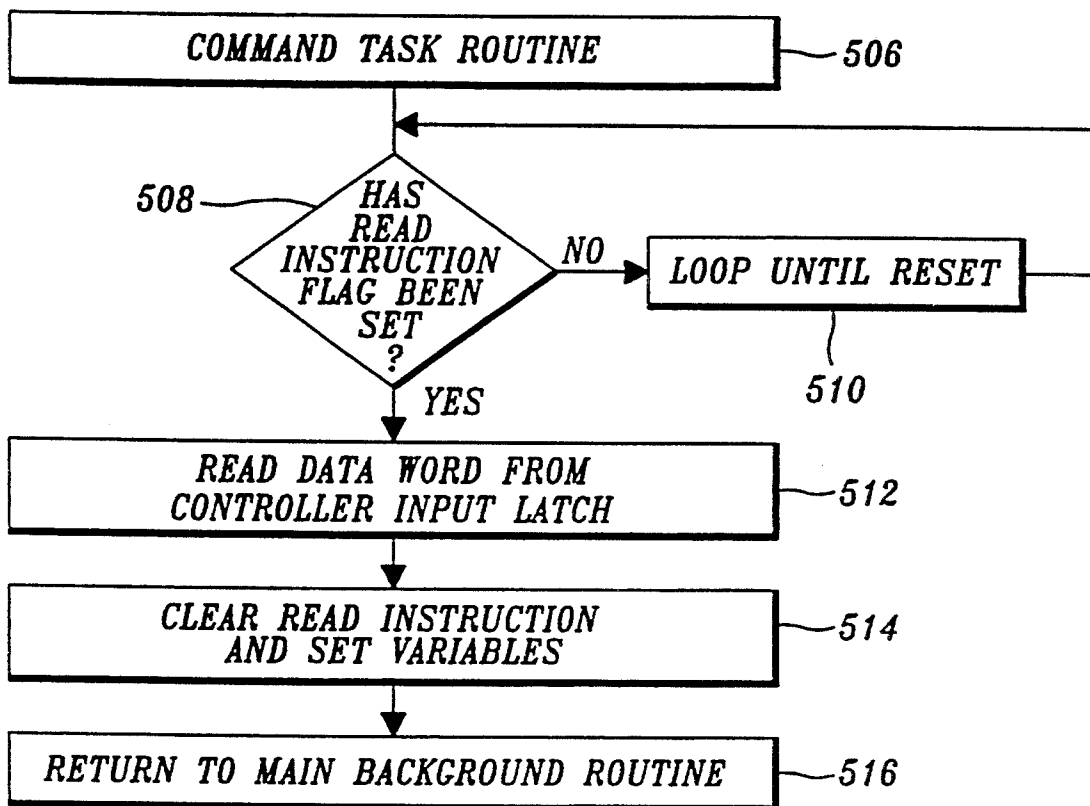 COMMAND TASK ROUTINE
506
508
HAS
READ
INSTRUCTION
FLAG BEEN
SET
?
NO
LOOP UNTIL RESET
510
YES
READ DATA WORD FROM
CONTROLLER INPUT LATCH
512
CLEAR READ INSTRUCTION
AND SET VARIABLES
514
RETURN TO MAIN BACKGROUND ROUTINE
516